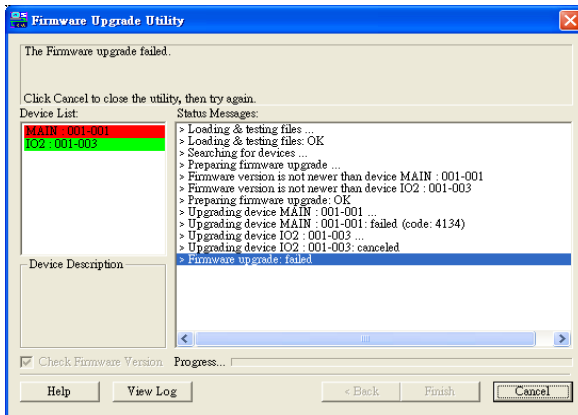 Firmware Upgrade Utility
The Firmware upgrade failed.
Click Cancel to close the utility, then try again.
Device List:
MAIN : 001-001
IO2 : 001-003
Status Messages:
> Loading & testing files ...
> Loading & testing files: OK
> Searching for devices ...
> Preparing firmware upgrade ...
> Firmware version is not newer than device MAIN : 001-001
> Firmware version is not newer than device IO2 : 001-003
> Preparing firmware upgrade: OK
> Upgrading device MAIN : 001-001 ...
> Upgrading device MAIN : 001-001: failed (code: 4134)
> Upgrading device IO2 : 001-003 ...
> Upgrading device IO2 : 001-003: canceled
> Firmware upgrade: failed
Device Description
Check Firmware Version
Progress...
Help
View Log
< Back
Finish
Cancel